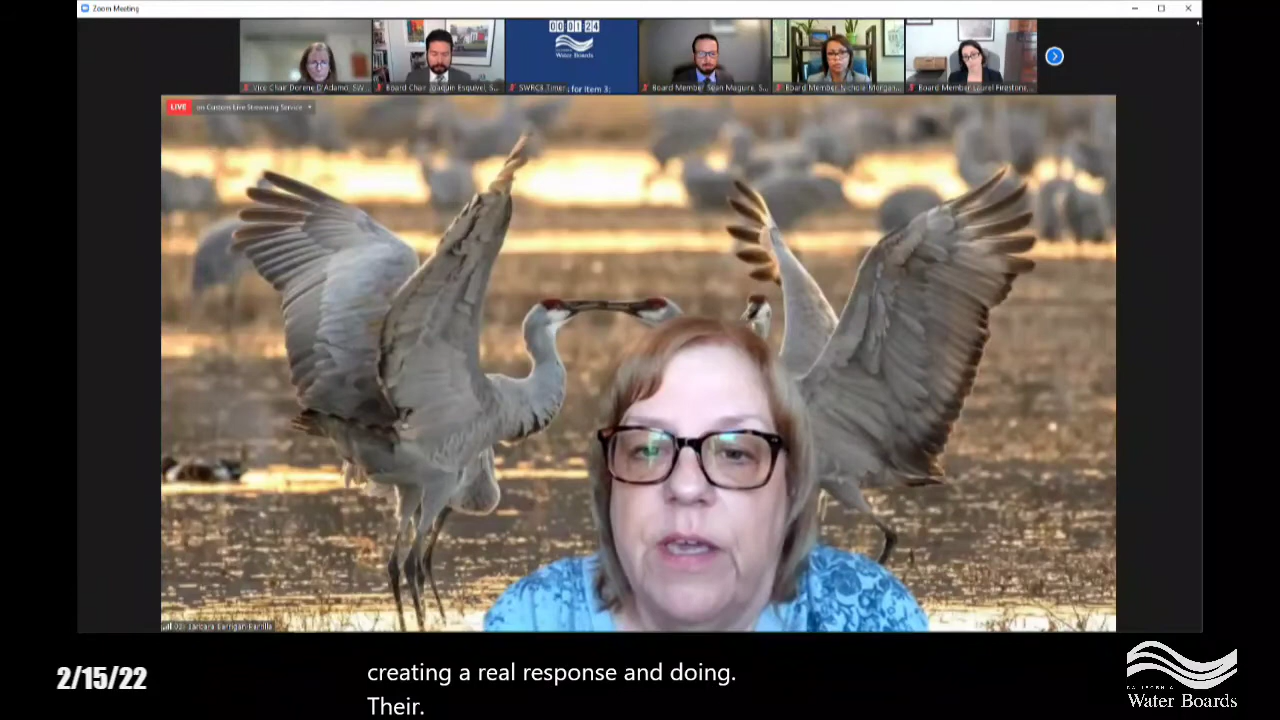 Zoom Meeting
00:01:24
Water Boards
Vice Chair Dorene D'Adamo, SW...
Board Chair Joaquin Esquivel, S...
SWRCB Timer
for item 3;
Board Member Sean Maguire, S...
Board Member Nichole Morgan...
Board Member Laurel Firestone,
LIVE on Custom Live Streaming Service
Barbara Barrigan-Parrilla
creating a real response and doing.
Their.
2/15/22
CALIFORNIA
Water Boards